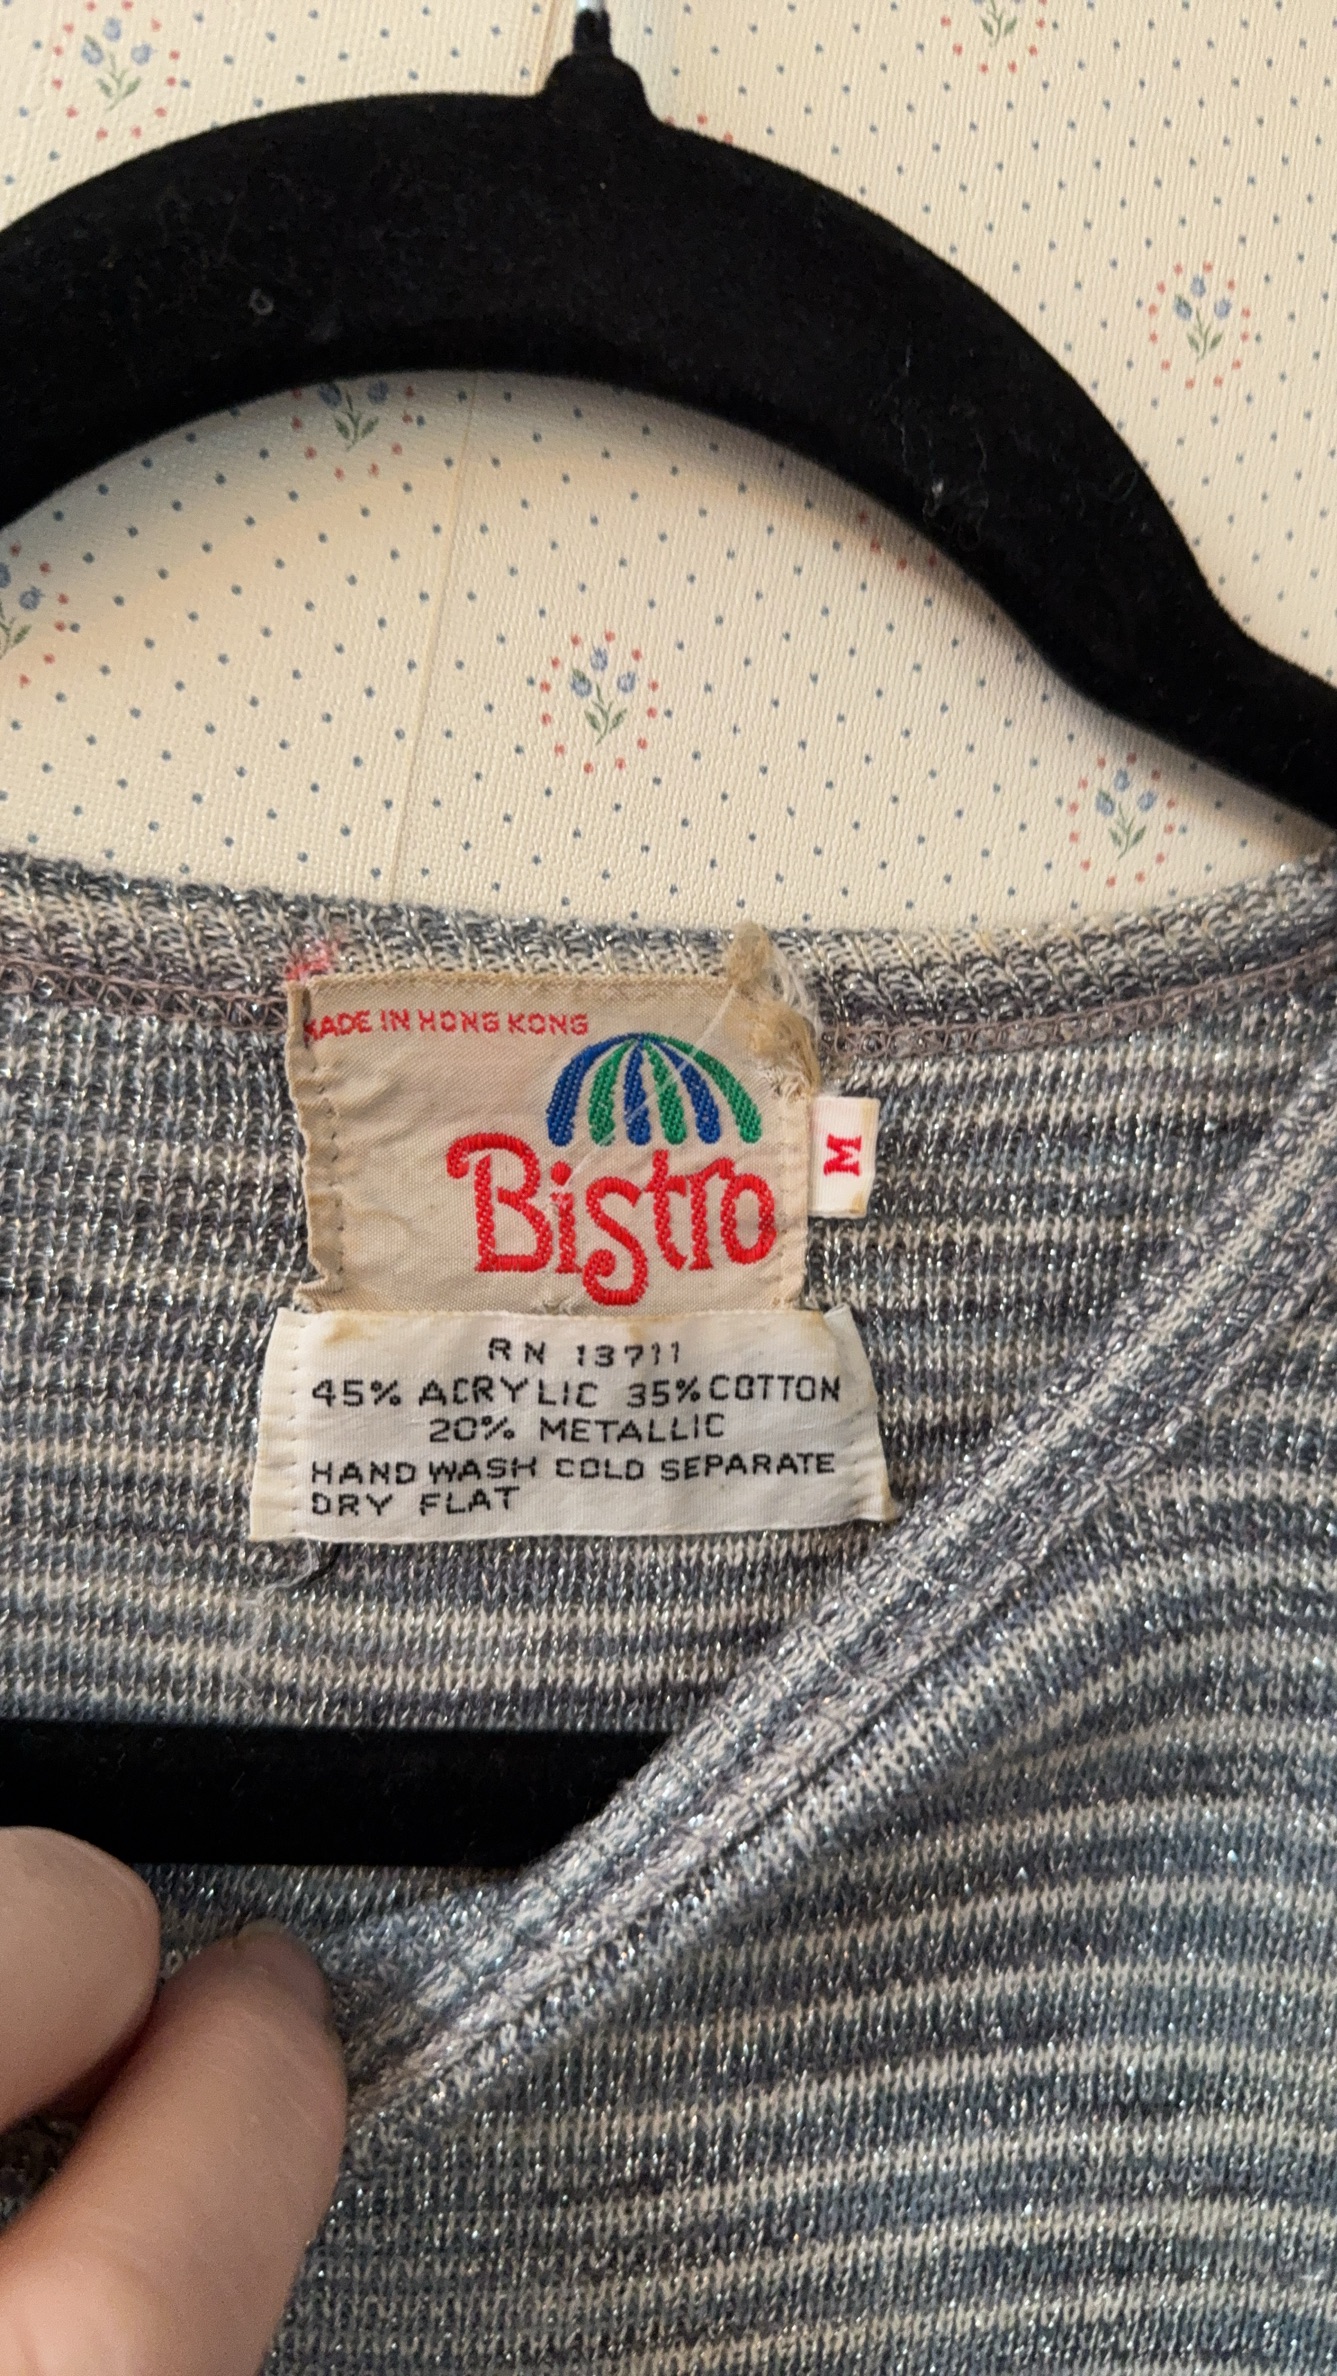 MADE IN HONG KONG
Bistro
M
RN 13711
45% ACRYLIC 35% COTTON
20% METALLIC
HAND WASH COLD SEPARATE
DRY FLAT